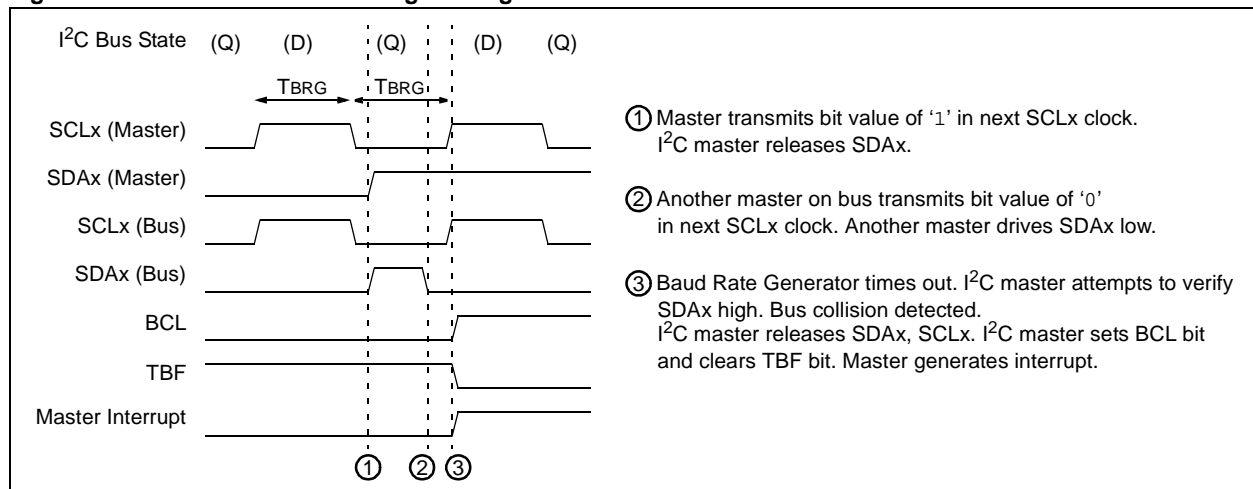 I²C Bus State (Q) (D) (Q) (D) (Q)
TBRG TBRG
SCLx (Master)
SDAx (Master)
SCLx (Bus)
SDAx (Bus)
BCL
TBF
Master Interrupt
1 2 3
1 Master transmits bit value of ‘1’ in next SCLx clock.
I²C master releases SDAx.
2 Another master on bus transmits bit value of ‘0’
in next SCLx clock. Another master drives SDAx low.
3 Baud Rate Generator times out. I²C master attempts to verify
SDAx high. Bus collision detected.
I²C master releases SDAx, SCLx. I²C master sets BCL bit
and clears TBF bit. Master generates interrupt.